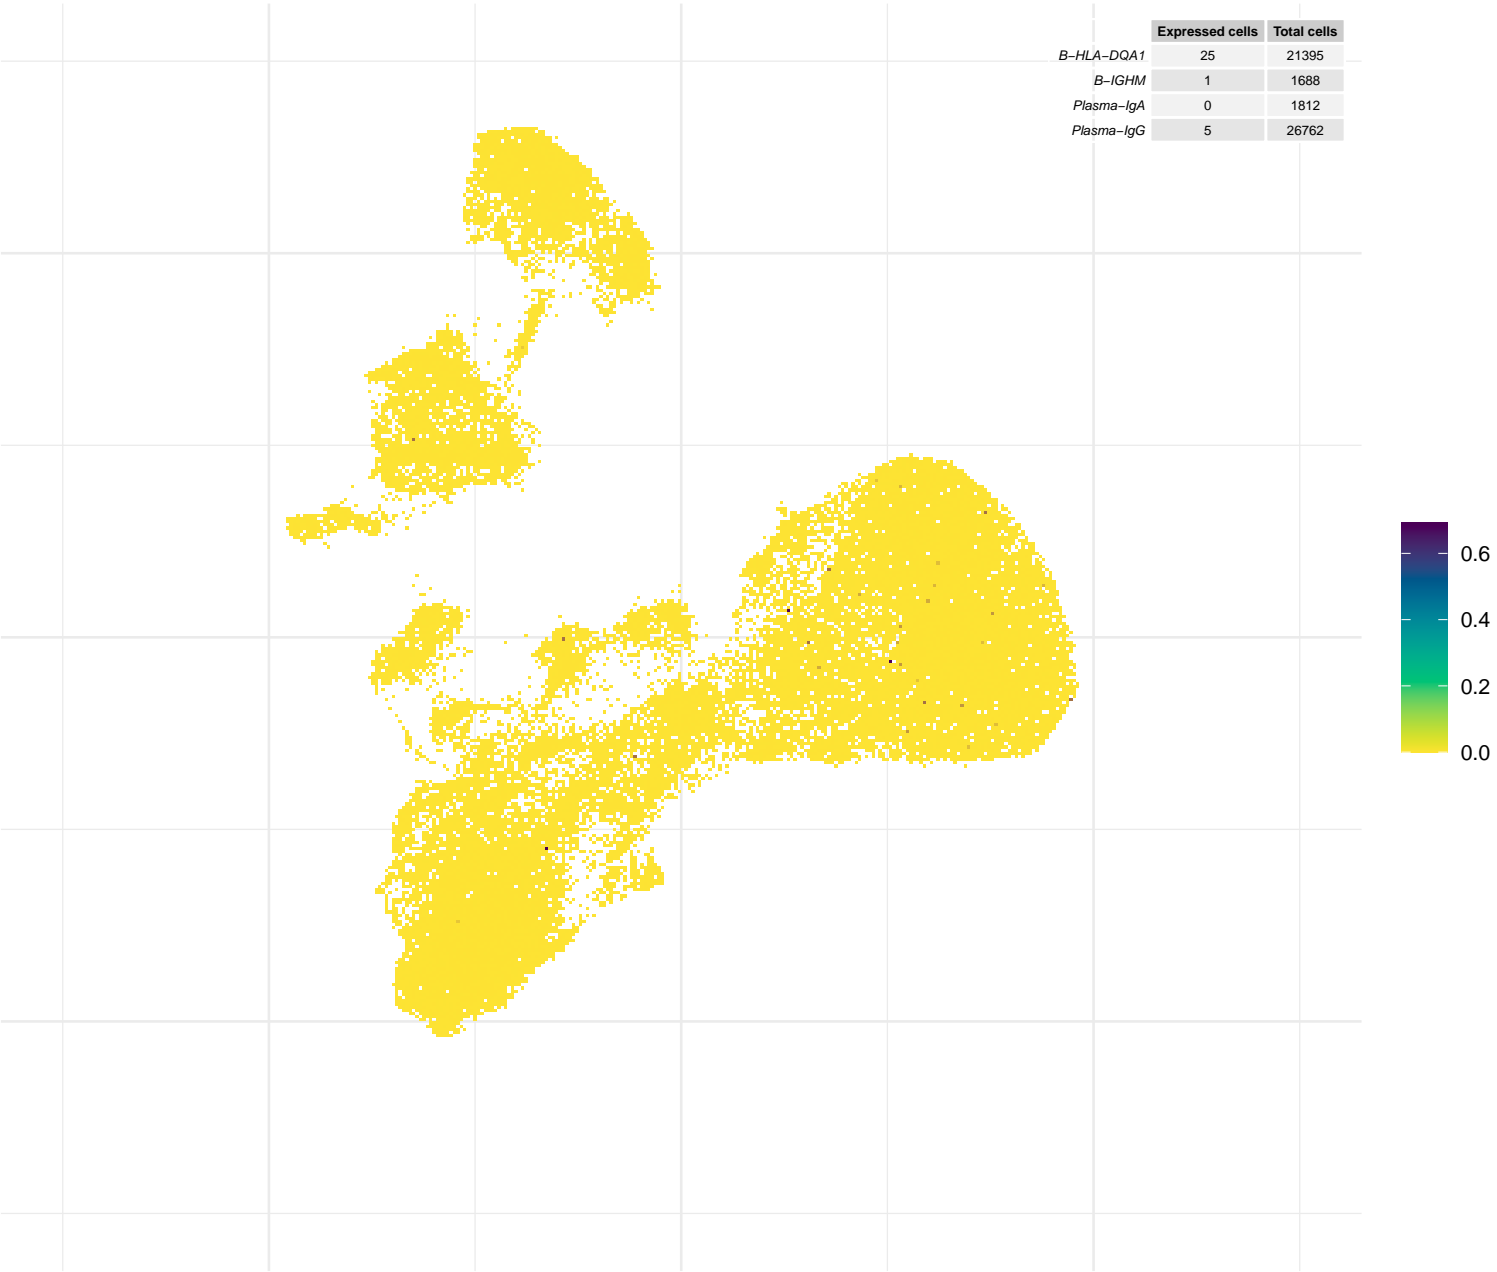 Expressed cells Total cells
B−HLA−DQA1 25 21395
B−IGHM 1 1688
Plasma−IgA 0 1812
Plasma−IgG 5 26762
0.6
0.4
0.2
0.0